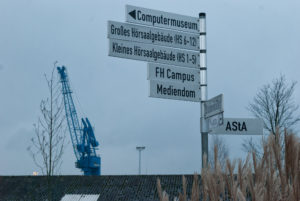 Computermuseum
Großes Hörsaalgebäude (HS 6-12)
Kleines Hörsaalgebäude (HS 1-5)
FH Campus
Mediendom
AStA